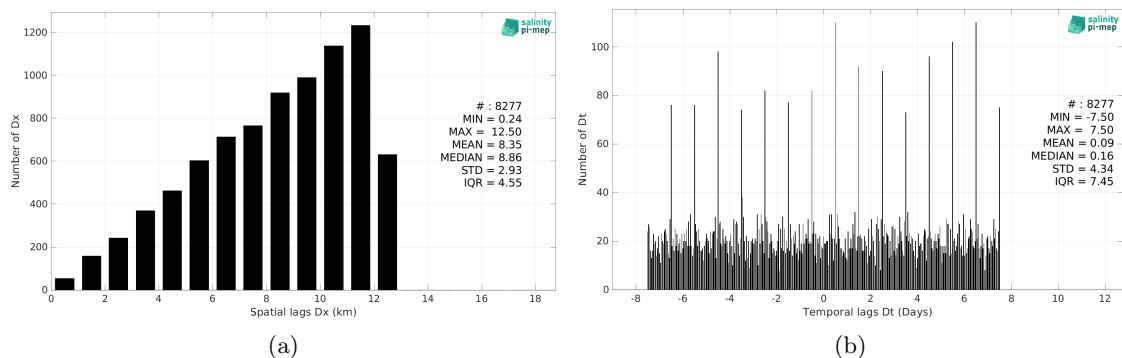 1200
1000
800
600
400
200
0
Number of Dx
salinity
pi-mep
# : 8277
MIN = 0.24
MAX = 12.50
MEAN = 8.35
MEDIAN = 8.86
STD = 2.93
IQR = 4.55
0 2 4 6 8 10 12 14 16 18
Spatial lags Dx (km)
(a)
100
80
60
40
20
0
Number of Dt
salinity
pi-mep
# : 8277
MIN = -7.50
MAX = 7.50
MEAN = 0.09
MEDIAN = 0.16
STD = 4.34
IQR = 7.45
-8 -6 -4 -2 0 2 4 6 8 10 12
Temporal lags Dt (Days)
(b)